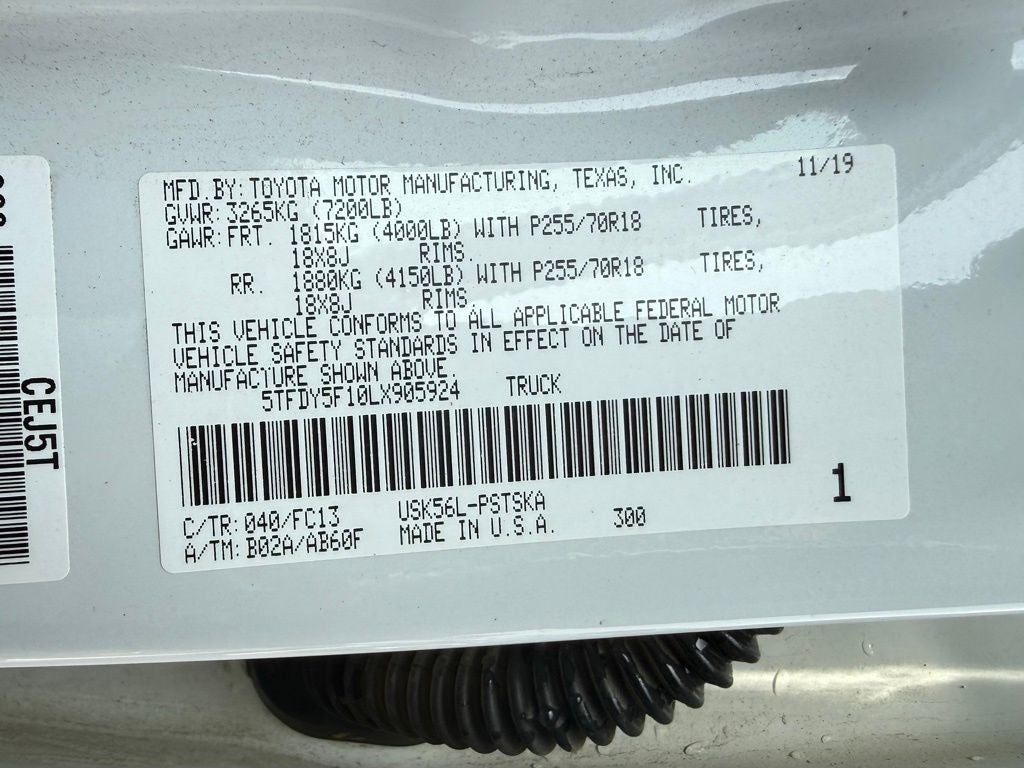 MFD BY: TOYOTA MOTOR MANUFACTURING, TEXAS, INC. 11/19
GVWR: 3265KG (7200LB)
GAWR: FRT. 1815KG (4000LB) WITH P255/70R18 TIRES,
18X8J RIMS.
RR. 1880KG (4150LB) WITH P255/70R18 TIRES,
18X8J RIMS.
THIS VEHICLE CONFORMS TO ALL APPLICABLE FEDERAL MOTOR
VEHICLE SAFETY STANDARDS IN EFFECT ON THE DATE OF
MANUFACTURE SHOWN ABOVE.
5TFDY5F10LX905924 TRUCK
C/TR: 040/FC13 USK56L-PSTSKA
A/TM: B02A/AB60F MADE IN U.S.A. 300
1
CEJ5T